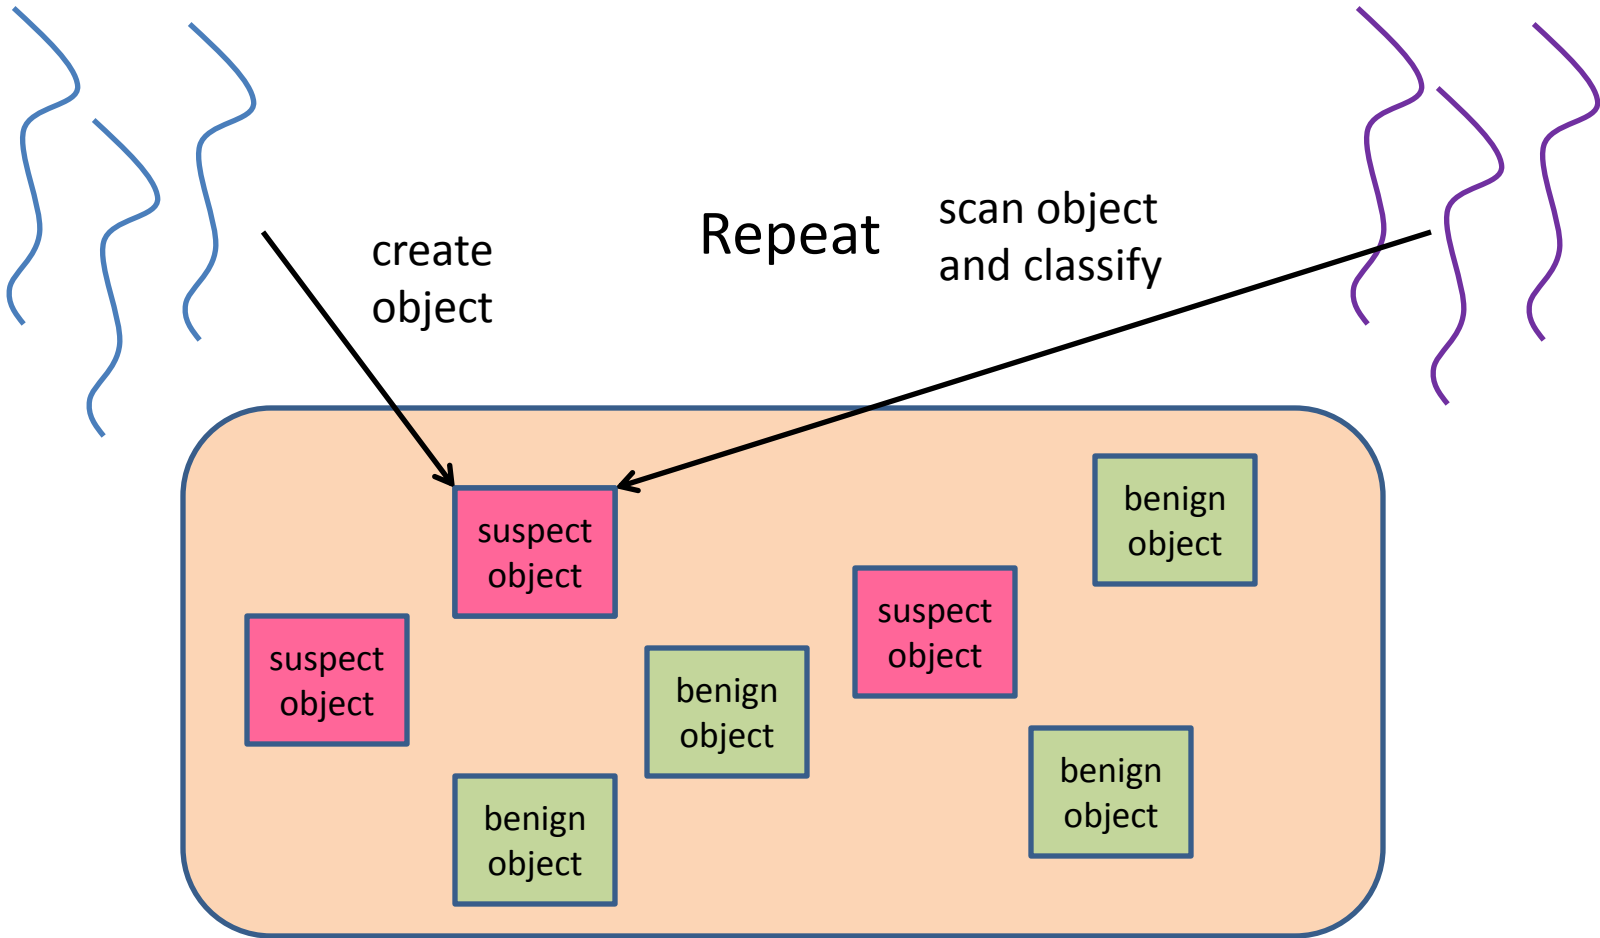 create
object
Repeat
scan object
and classify
suspect
object
benign
object
suspect
object
suspect
object
benign
object
benign
object
benign
object